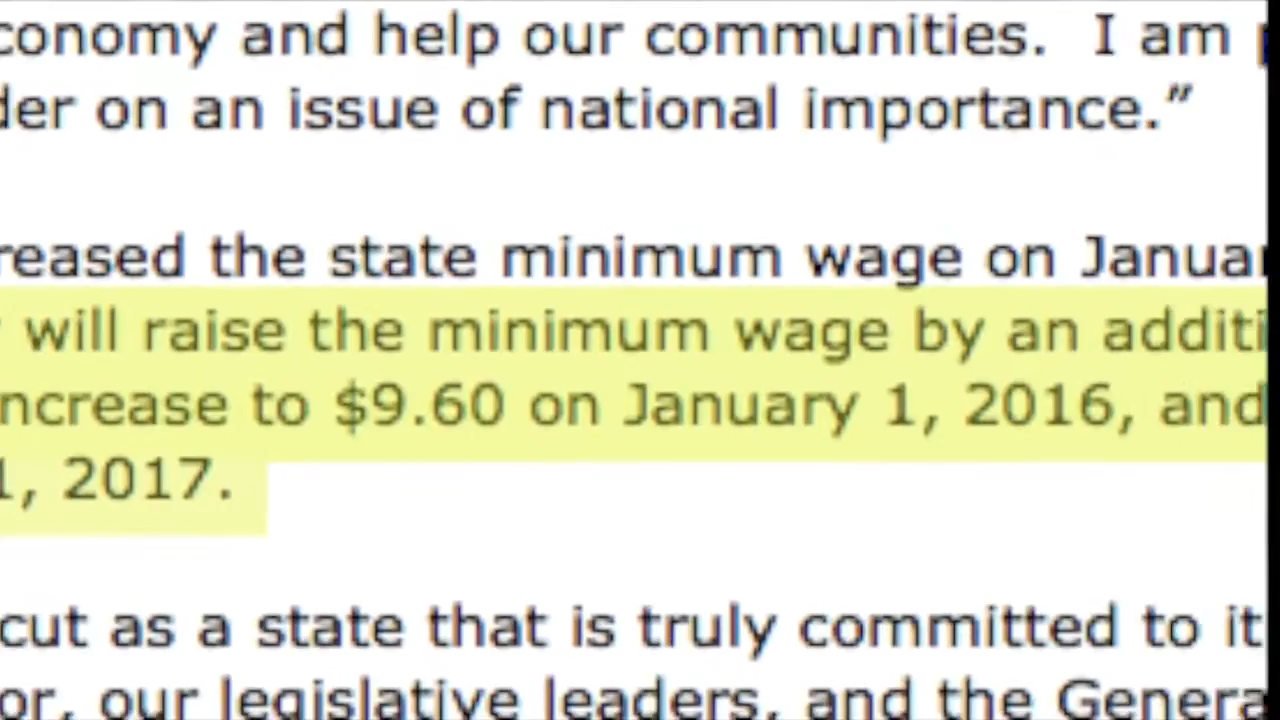 conomy and help our communities. I am
der on an issue of national importance.”
reased the state minimum wage on Januar
will raise the minimum wage by an additi
ncrease to $9.60 on January 1, 2016, and
1, 2017.
cut as a state that is truly committed to it
or, our legislative leaders, and the Genera